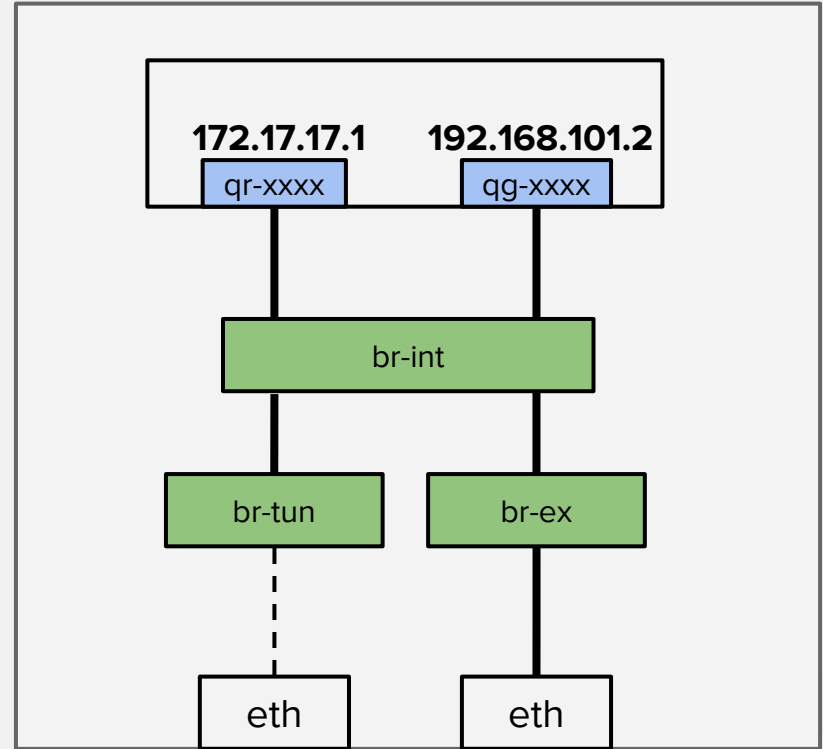 172.17.17.1 192.168.101.2
qr-xxxx qg-xxxx
br-int
br-tun br-ex
eth eth